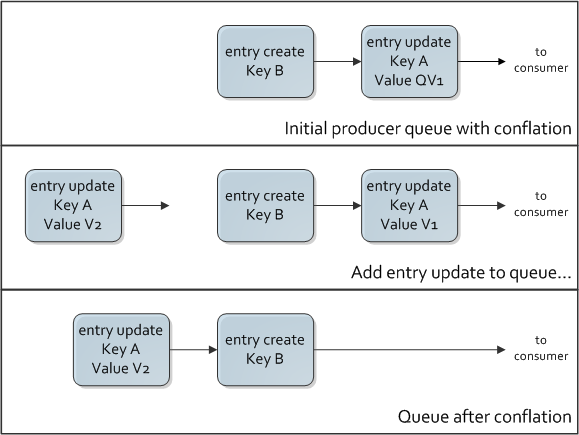 entry create
Key B
entry update
Key A
Value QV1
to
consumer
Initial producer queue with conflation
entry update
Key A
Value V2
entry create
Key B
entry update
Key A
Value V1
to
consumer
Add entry update to queue...
entry update
Key A
Value V2
entry create
Key B
to
consumer
Queue after conflation